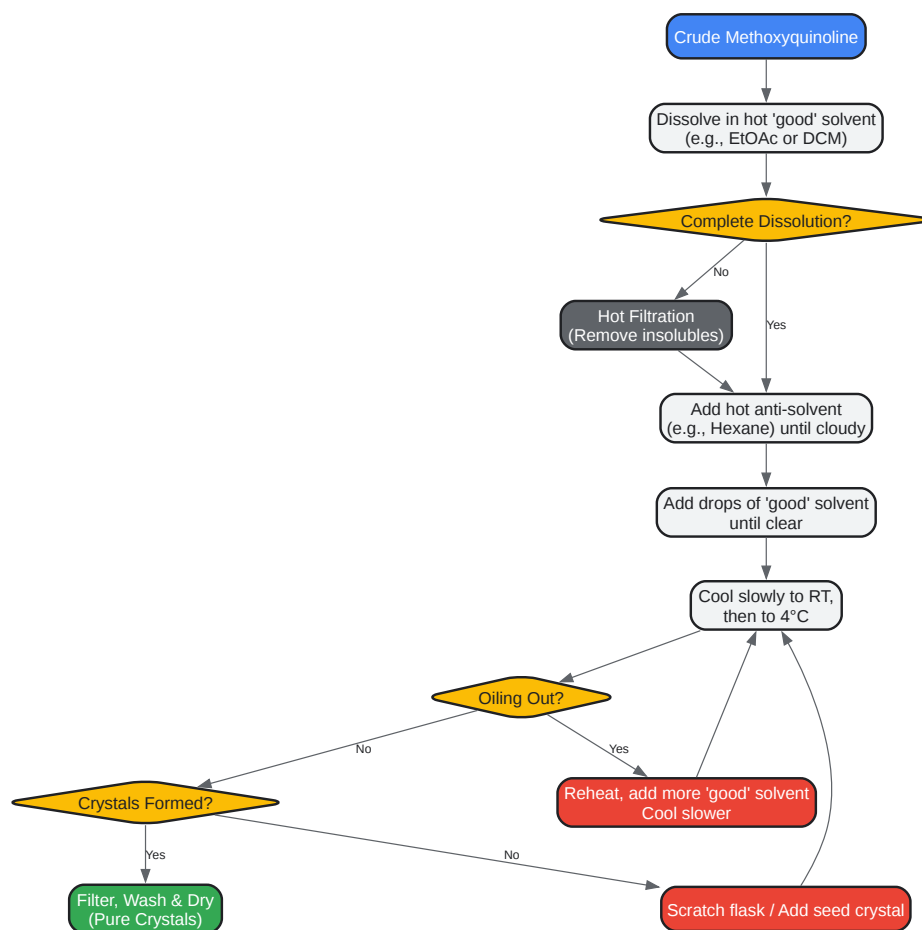 Crude Methoxyquinoline
Dissolve in hot 'good' solvent
(e.g., EtOAc or DCM)
Complete Dissolution?
No
Hot Filtration
(Remove insolubles)
Yes
Add hot anti-solvent
(e.g., Hexane) until cloudy
Add drops of 'good' solvent
until clear
Cool slowly to RT,
then to 4°C
Oiling Out?
No
Yes
Reheat, add more 'good' solvent
Cool slower
Crystals Formed?
Yes
No
Filter, Wash & Dry
(Pure Crystals)
Scratch flask / Add seed crystal